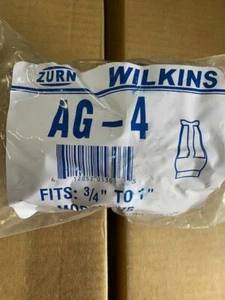 ZURN WILKINS
AG-4
FITS: 3/4" TO 1"